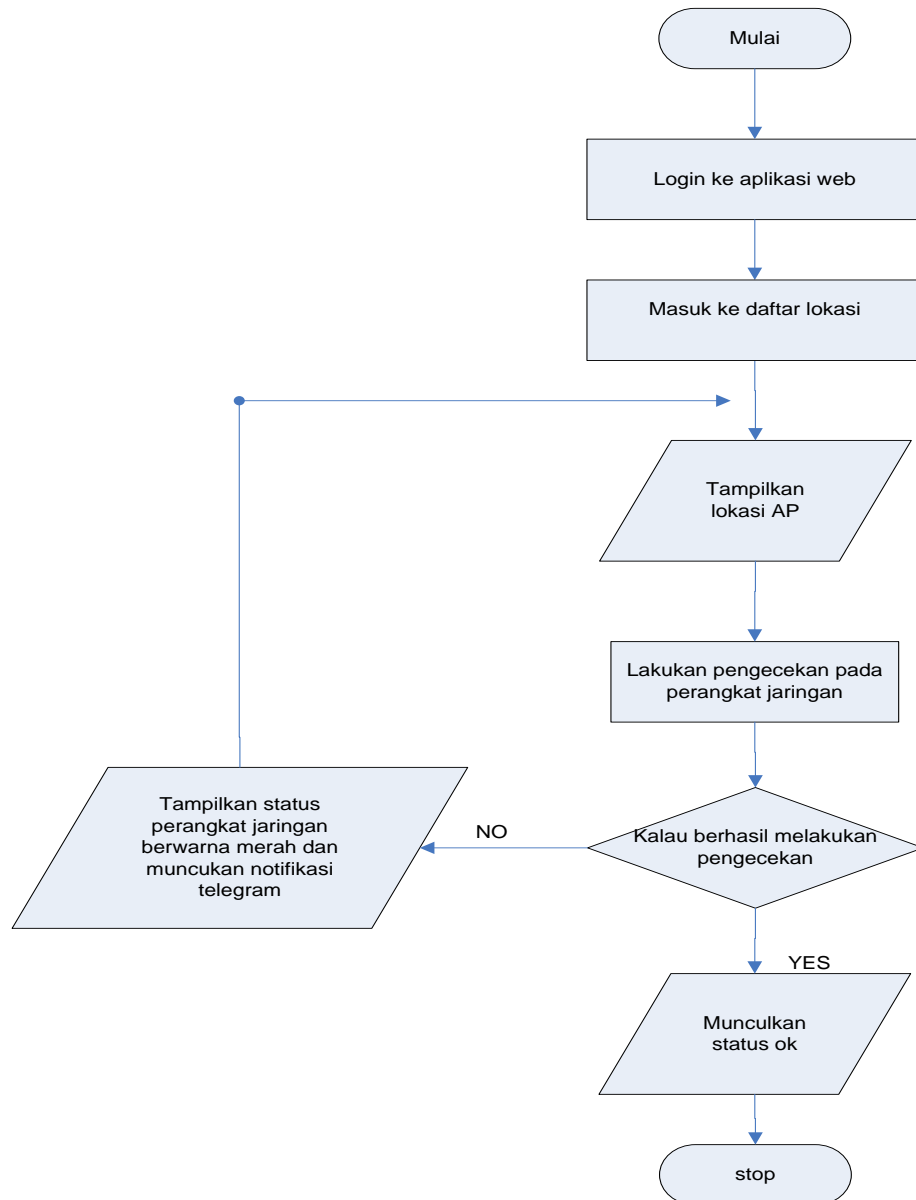 Mulai
Login ke aplikasi web
Masuk ke daftar lokasi
Tampilkan
lokasi AP
Lakukan pengecekan pada
perangkat jaringan
Kalau berhasil melakukan
pengecekan
NO
Tampilkan status
perangkat jaringan
berwarna merah dan
muncukan notifikasi
telegram
YES
Munculkan
status ok
stop